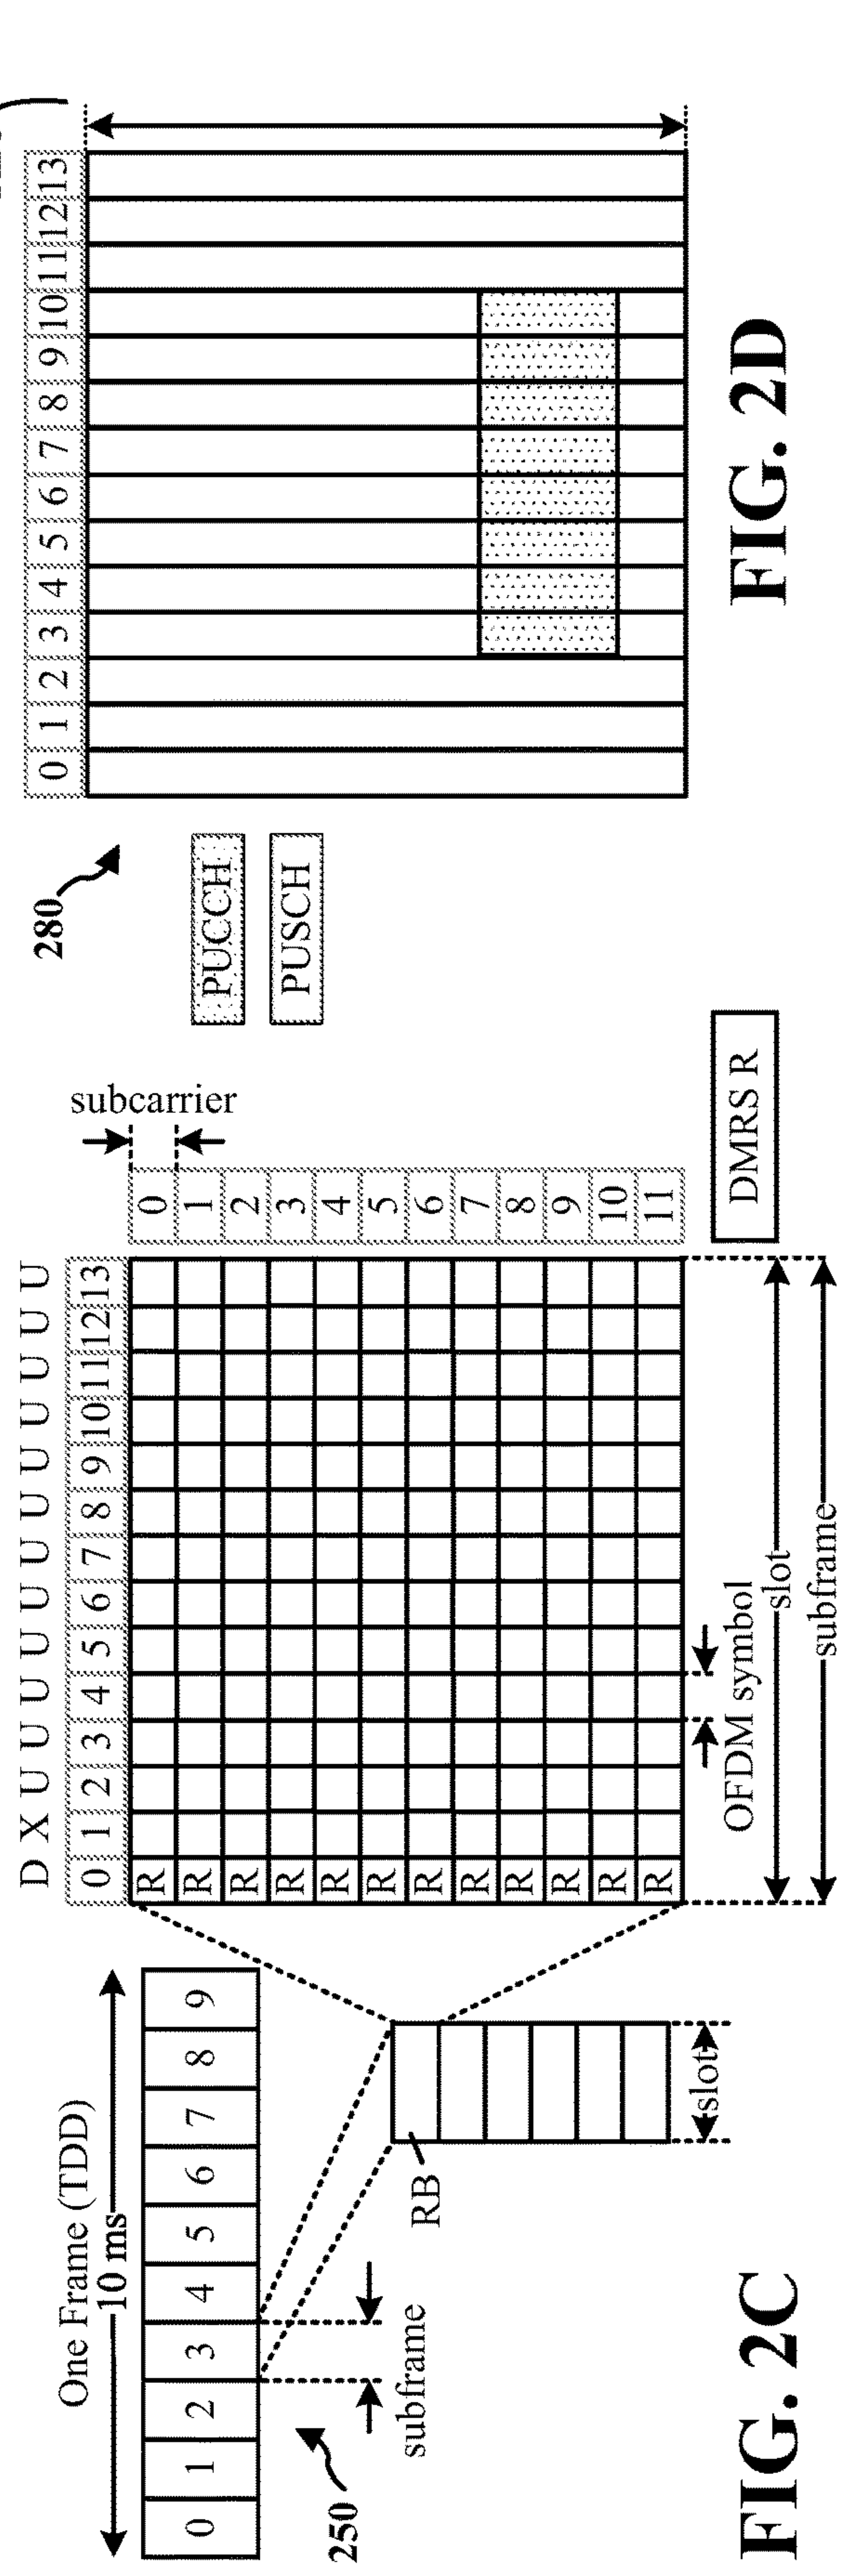 One Frame (TDD)
10 ms
0 1 2 3 4 5 6 7 8 9
250
subframe
RB
slot
FIG. 2C
D X U U U U U U U U U U U U
0 1 2 3 4 5 6 7 8 9 10 11 12 13
subcarrier
R 0
R 1
R 2
R 3
R 4
R 5
R 6
R 7
R 8
R 9
R 10
R 11
OFDM symbol
slot
subframe
DMRS R
280
PUCCH
PUSCH
0 1 2 3 4 5 6 7 8 9 10 11 12 13
FIG. 2D